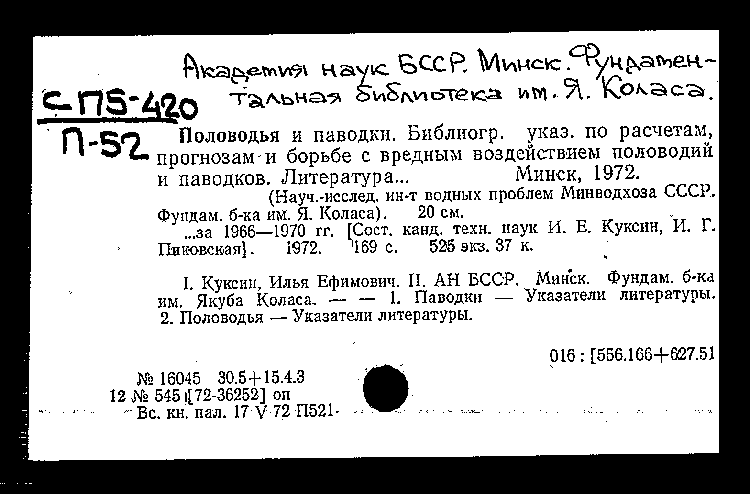 Академия наук БССР. Минск. Фундамен-
тальная библиотека им. Я. Коласа.
С-П5-420
П-52
Половодья и паводки. Библиогр. указ. по расчетам,
прогнозам и борьбе с вредным воздействием половодий
и паводков. Литература... Минск, 1972.
(Науч.-исслед. ин-т водных проблем Минводхоза СССР.
Фундам. б-ка им. Я. Коласа). 20 см.
...за 1966—1970 гг. [Сост. канд. техн. наук И. Е. Куксин, И. Г.
Пиковская]. 1972. 169 с. 525 экз. 37 к.
I. Куксин, Илья Ефимович. II. АН БССР. Минск. Фундам. б-ка
им. Якуба Коласа. — — 1. Паводки — Указатели литературы.
2. Половодья — Указатели литературы.
016 : [556.166+627.51
№ 16045 30.5+15.4.3
12 № 545 [72-36252] оп
Вс. кн. пал. 17 V 72 П521-